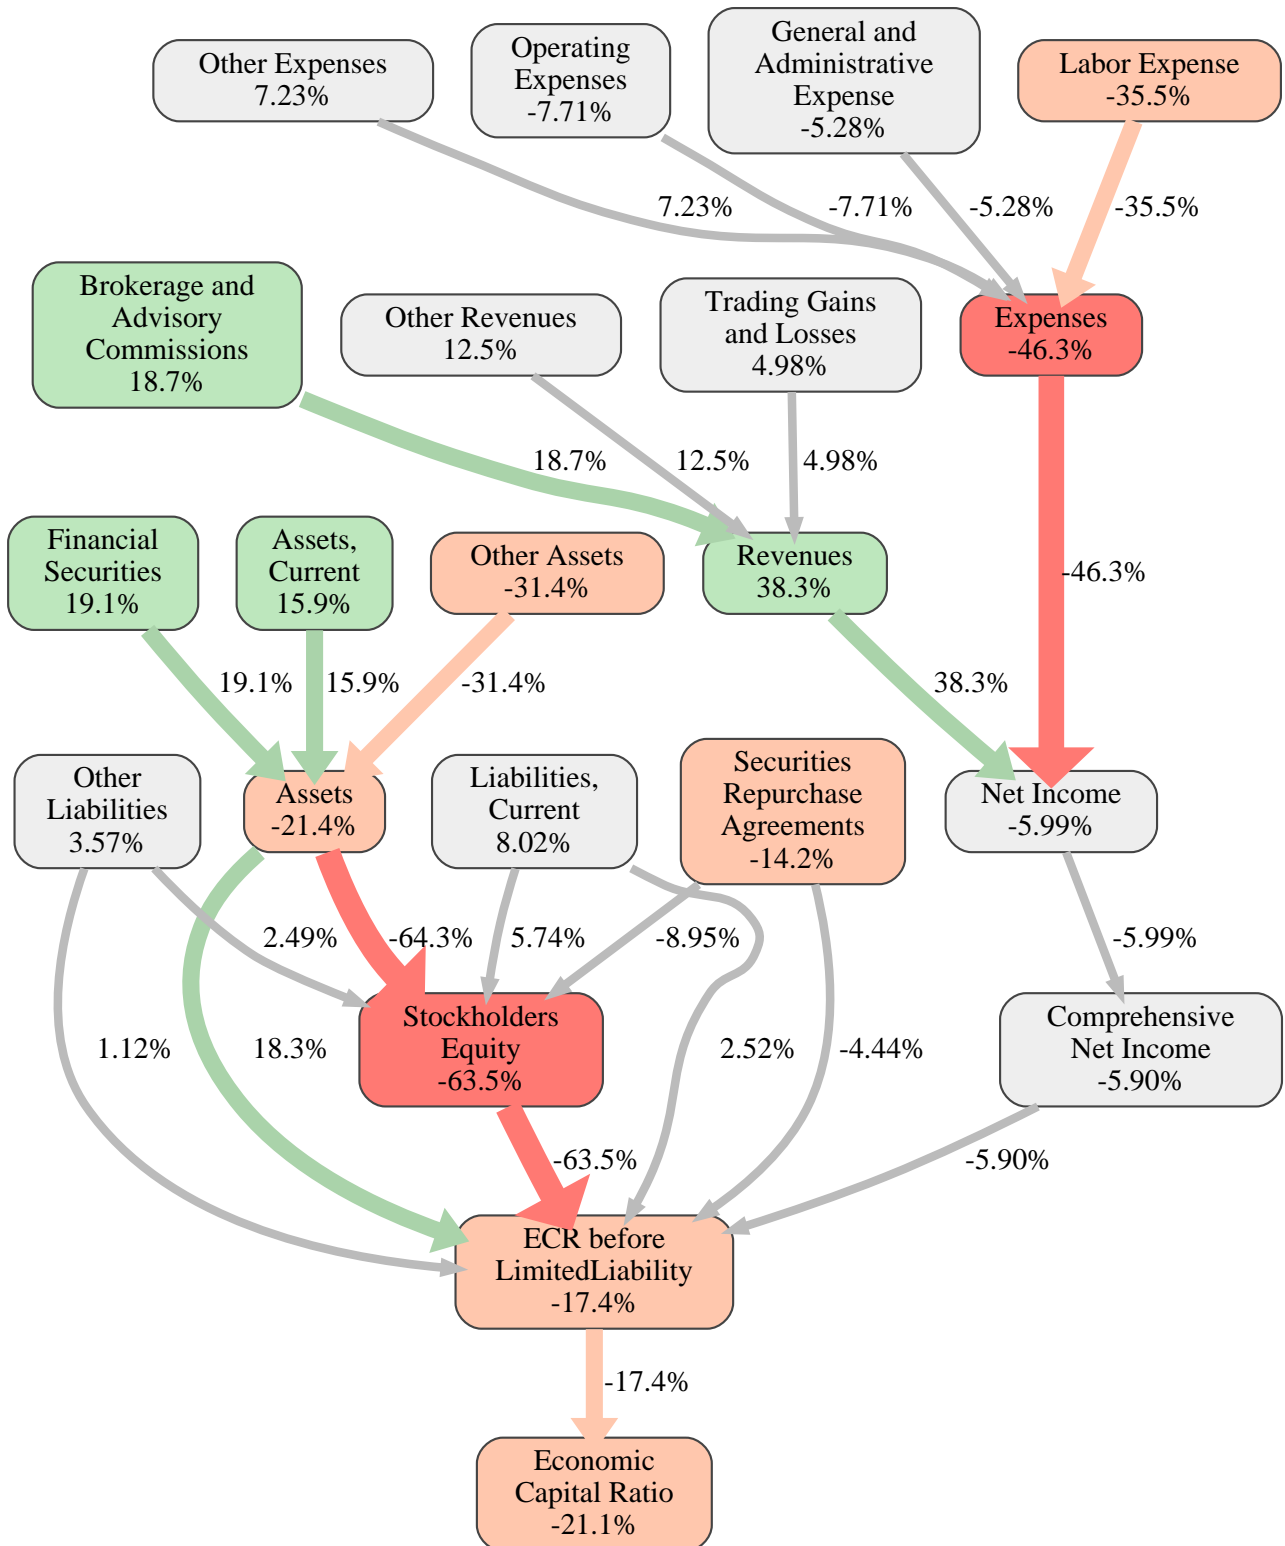 Other Expenses
7.23%
Operating
Expenses
-7.71%
General and
Administrative
Expense
-5.28%
Labor Expense
-35.5%
7.23%
-7.71%
-5.28%
-35.5%
Brokerage and
Advisory
Commissions
18.7%
Other Revenues
12.5%
Trading Gains
and Losses
4.98%
Expenses
-46.3%
18.7%
12.5%
4.98%
Financial
Securities
19.1%
Assets,
Current
15.9%
Other Assets
-31.4%
Revenues
38.3%
-46.3%
19.1%
15.9%
-31.4%
38.3%
Other
Liabilities
3.57%
Assets
-21.4%
Liabilities,
Current
8.02%
Securities
Repurchase
Agreements
-14.2%
Net Income
-5.99%
2.49%
-64.3%
5.74%
-8.95%
-5.99%
Stockholders
Equity
-63.5%
Comprehensive
Net Income
-5.90%
1.12%
18.3%
2.52%
-4.44%
-63.5%
-5.90%
ECR before
LimitedLiability
-17.4%
-17.4%
Economic
Capital Ratio
-21.1%